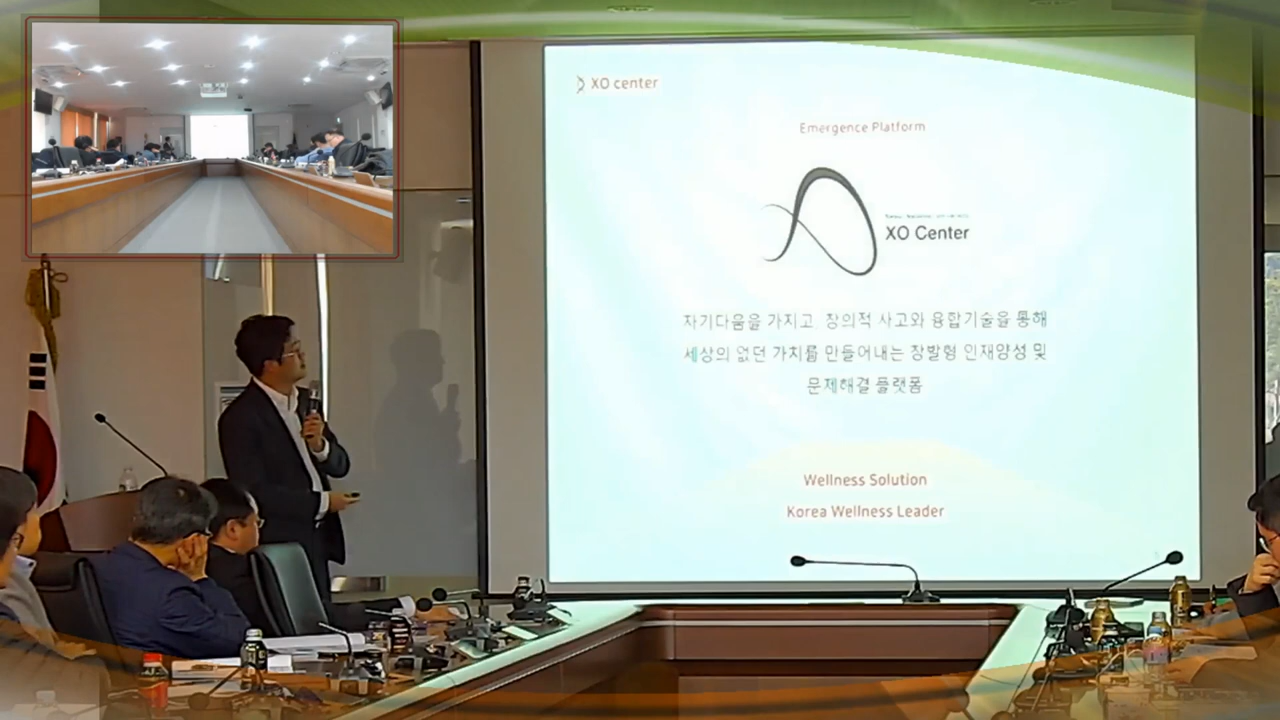 XO center
Emergence Platform
XO Center
자기다움을 가지고, 창의적 사고와 융합기술을 통해
세상의 없던 가치를 만들어내는 창발형 인재양성 및
문제해결 플랫폼
Wellness Solution
Korea Wellness Leader